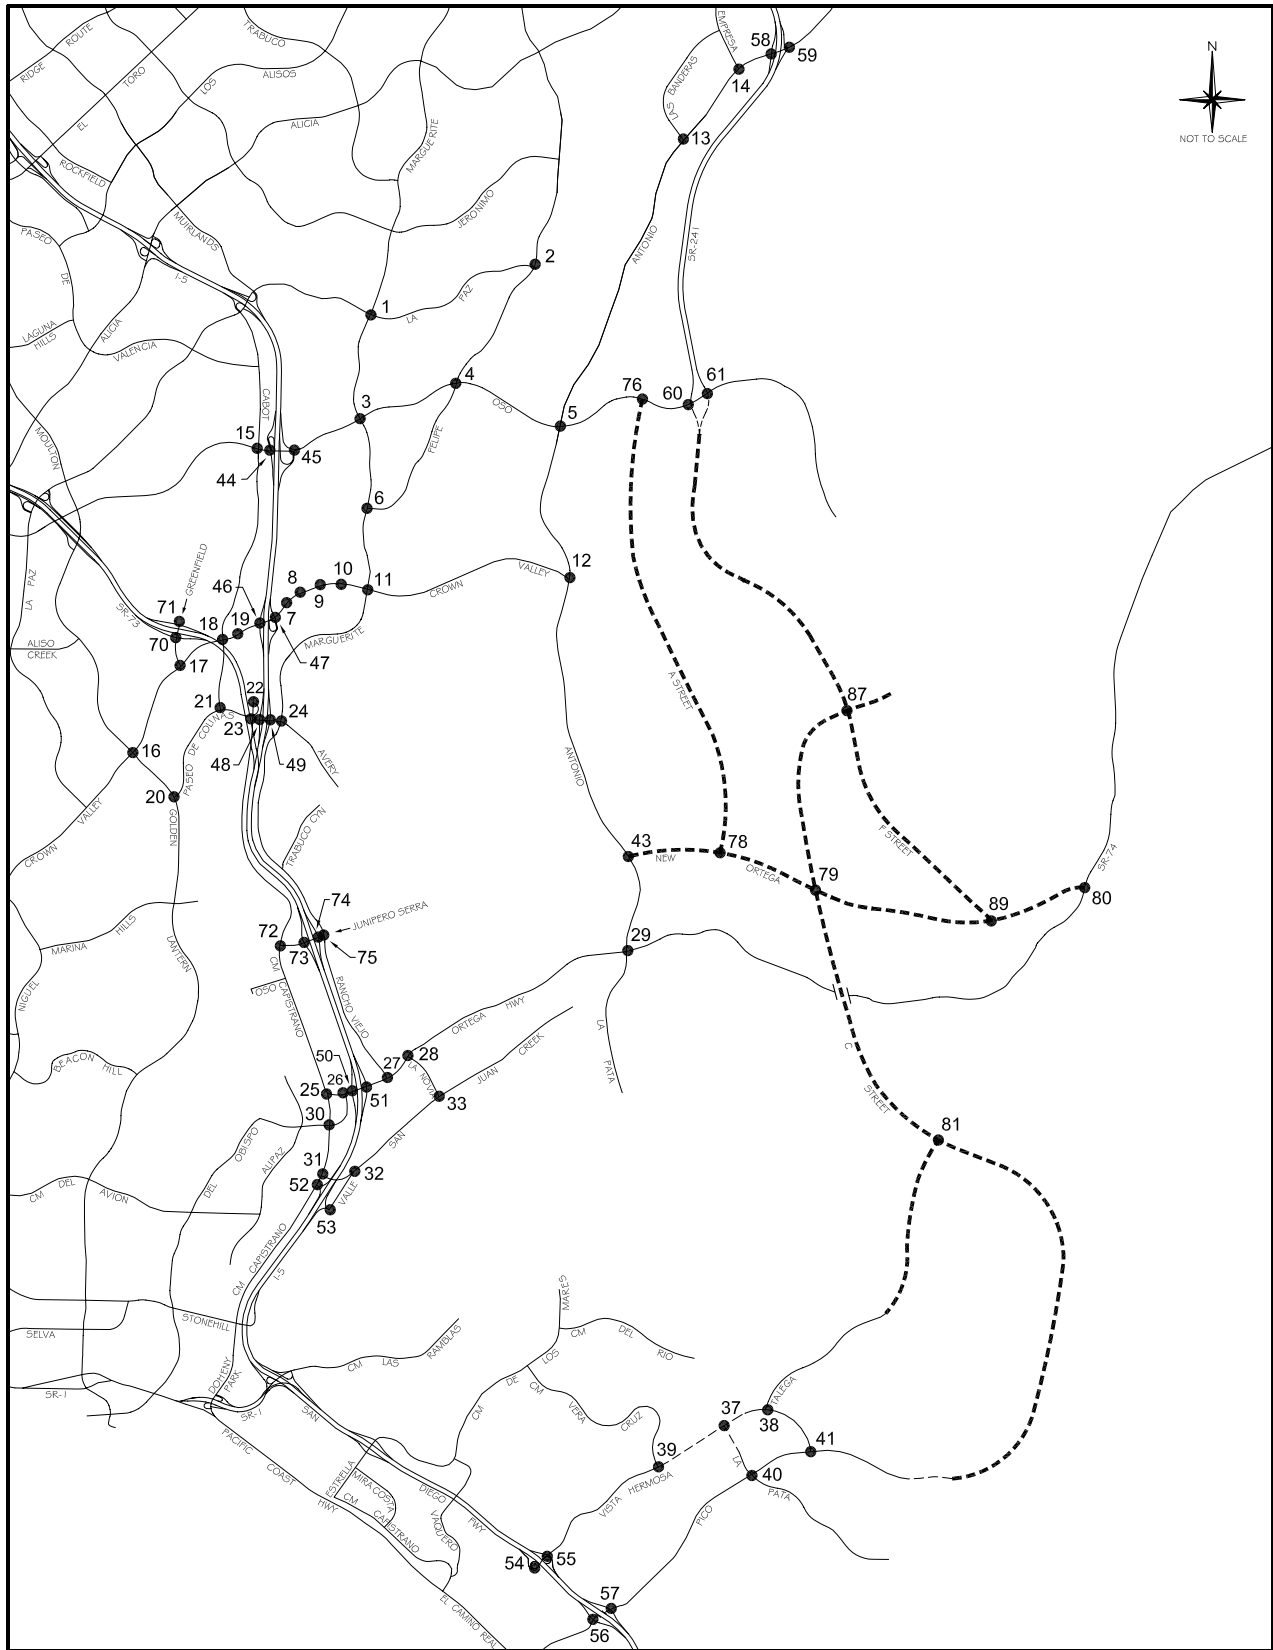 TRABUCO
EMPRESA
RIDGE ROUTE
58
59
N
EL TORO
LOS ALISOS
14
LAS BANDERAS
ALICIA
MARGUERITE
13
NOT TO SCALE
ROCKFIELD
MUIRLANDS
JERONIMO
PASEO DE VALENCIA
ANTONIO
SR-241
2
I-5
1
LA PAZ
LAGUNA HILLS
ALICIA
4
61
76
60
CABOT
3
OSO
5
MOULTON
15
45
FELIPE
44
6
GREENFIELD
12
LA PAZ
46
8
10
11
VALLEY
CROWN
9
71
SR-73
18
19
7
MARGUERITE
ALISO CREEK
70
17
47
A STREET
21
22
87
23
24
PASEO DE COLINAS
16
48
49
AVERY
ANTONIO
20
GOLDEN LANTERN
CROWN VALLEY
TRABUCO CYN
F STREET
43
NEW ORTEGA
78
SR-74
79
80
89
74
JUNIPERO SERRA
MARINA HILLS
72
73
75
29
OSO
CM CAPISTRANO
RANCHO VIEJO
NIGUEL
ORTEGA HWY
LA PATA
C STREET
BEACON HILL
50
27
28
JUAN CREEK
LA NOVIA
25
26
51
33
30
81
DEL OBISPO
ALIPAZ
SAN
31
32
52
VALLE
53
CM DEL AVION
CM CAPISTRANO
I-5
STONEHILL
SELVA
CM DE LOS MARES
CM DEL RIO
CM LAS RAMBLAS
DOHENY PARK
SR-1
SR-1
CM VERA CRUZ
TALEGA
37
38
41
SAN DIEGO FWY
PACIFIC COAST HWY
39
LA PATA
40
VISTA HERMOSA
ESTRELLA
MIRA COSTA
CM CAPISTRANO
VAQUERO
PICO
54
55
57
EL CAMINO REAL
56